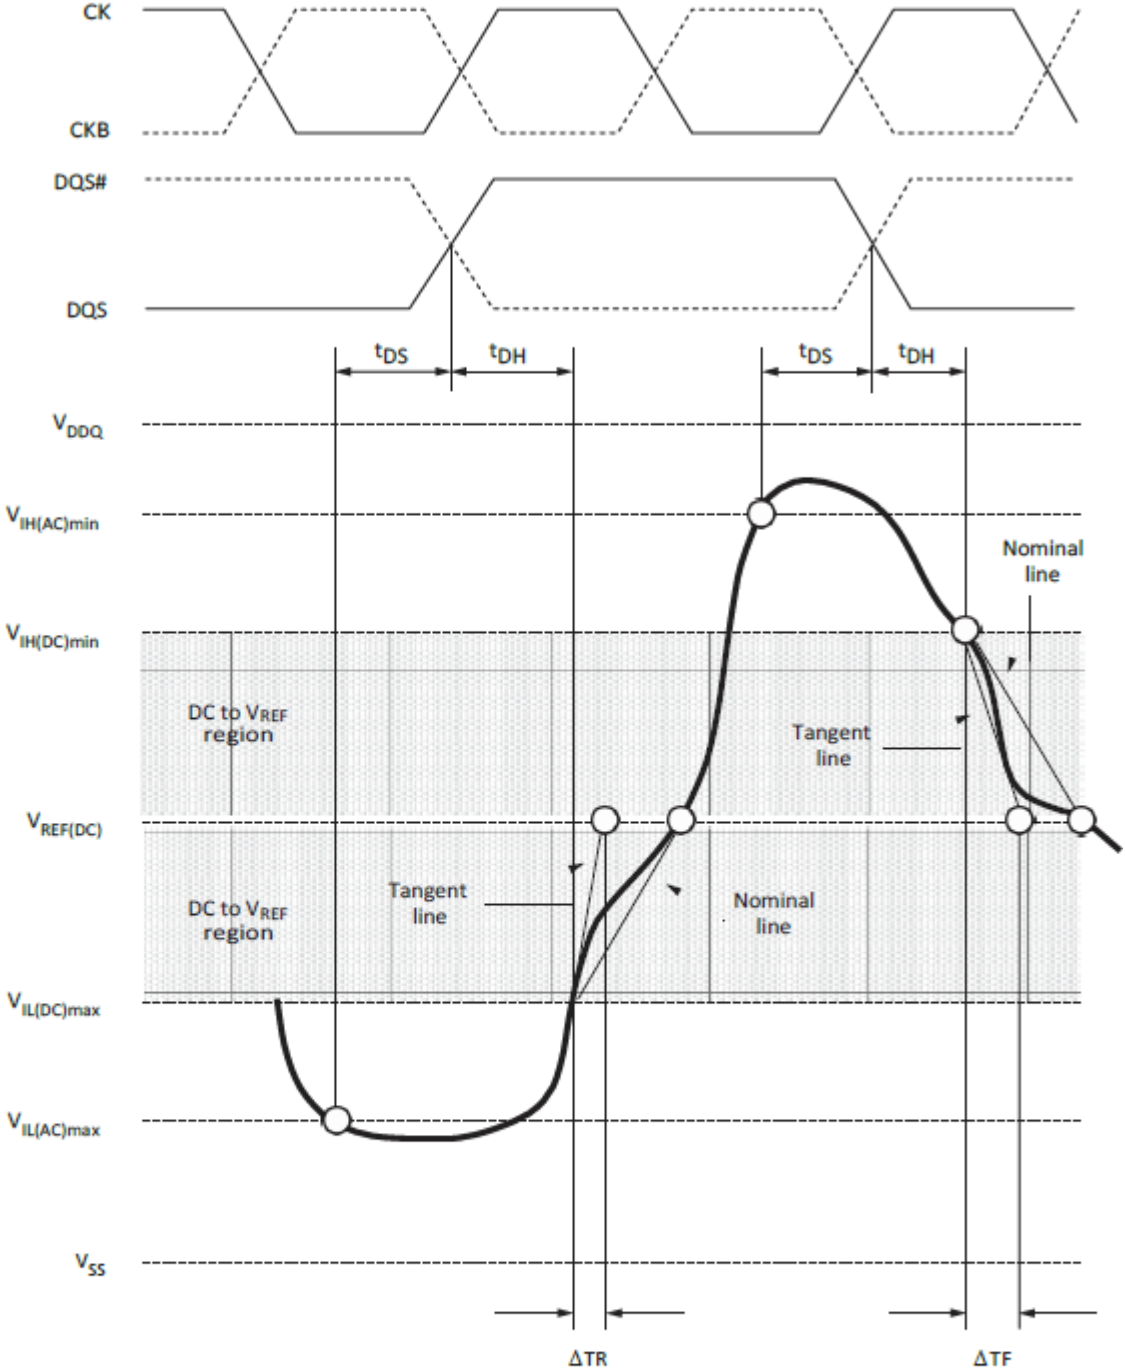 CK
CKB
DQS#
DQS
tDS
tDH
tDS
tDH
VDDQ
VIH(AC)min
Nominal
line
VIH(DC)min
DC to VREF
region
Tangent
line
VREF(DC)
Tangent
line
DC to VREF
region
Nominal
line
VIL(DC)max
VIL(AC)max
VSS
ΔTR
ΔTF